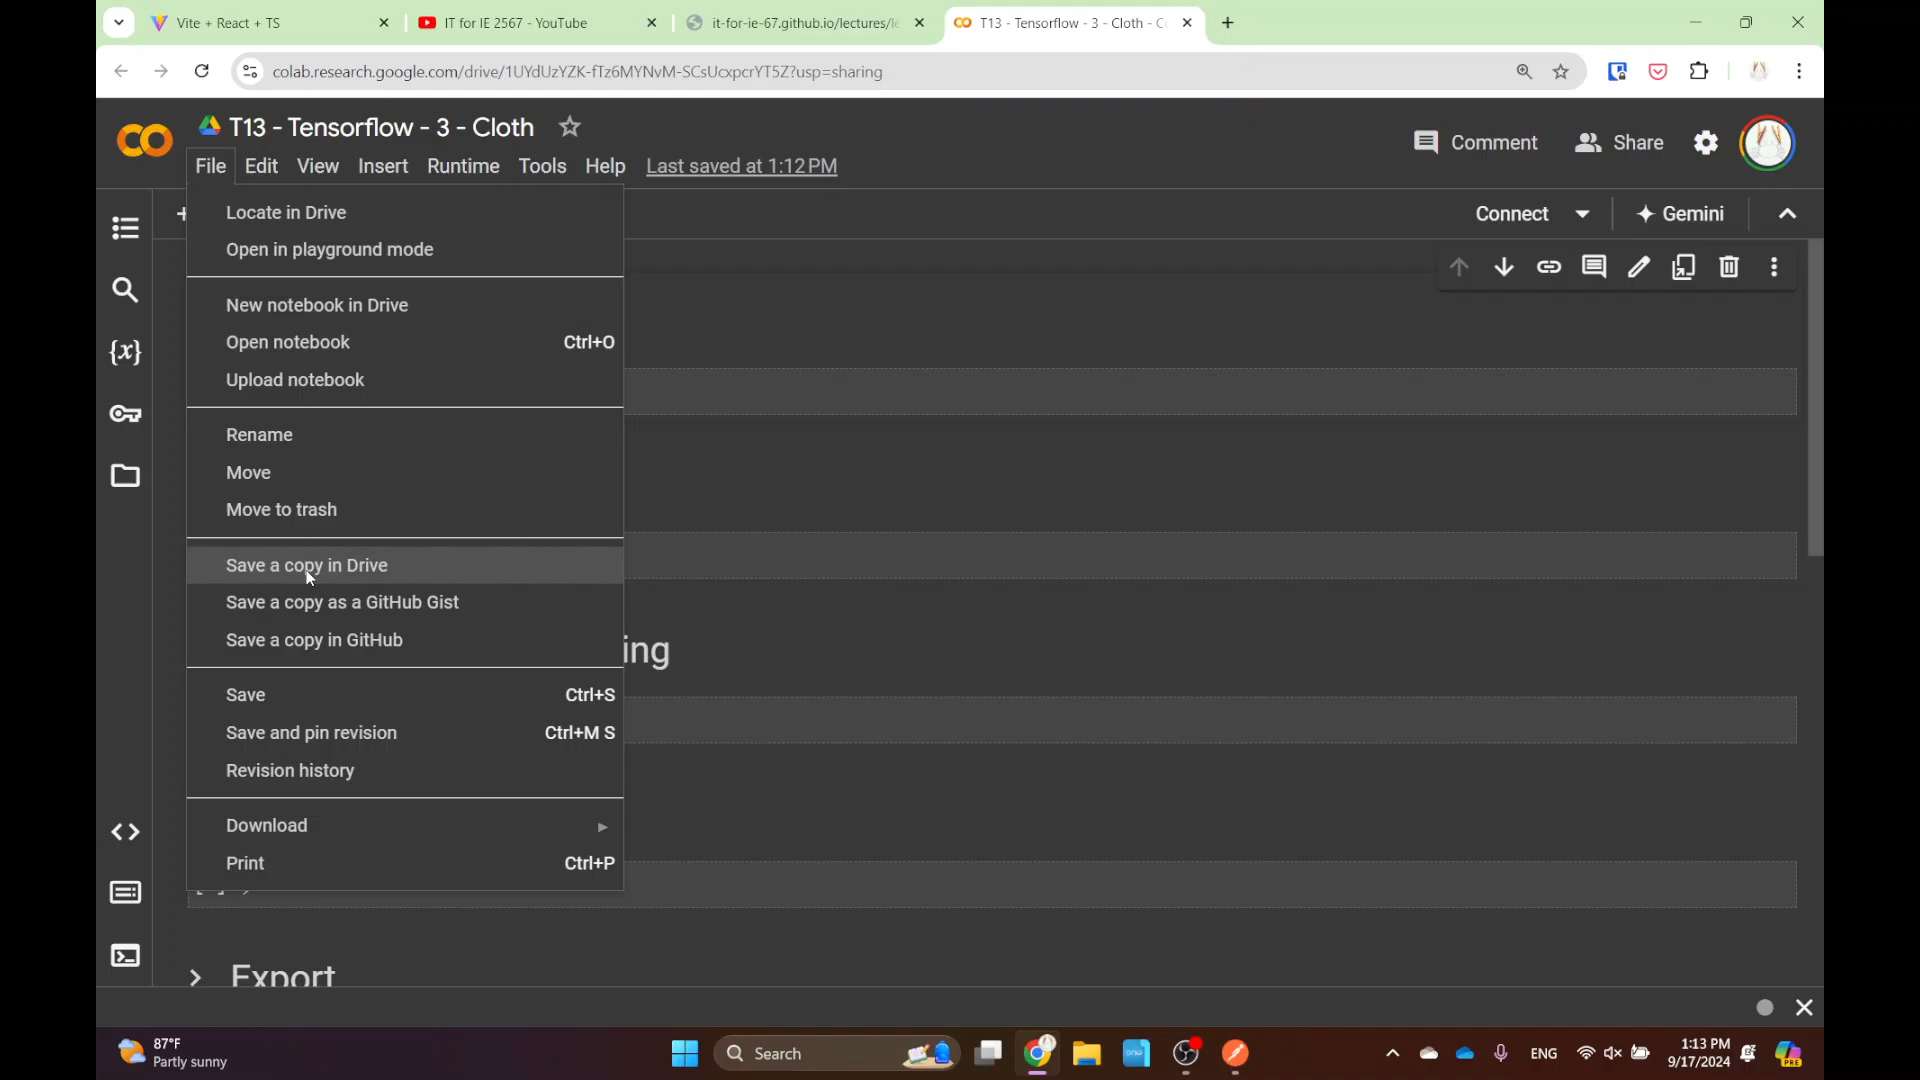 Vite + React + TS
IT for IE 2567 - YouTube
it-for-ie-67.github.io/lectures/le
T13 - Tensorflow - 3 - Cloth - C
colab.research.google.com/drive/1UYdUzYZK-fTz6MYNvM-SCsUcxpcrYT5Z?usp=sharing
T13 - Tensorflow - 3 - Cloth
Comment
Share
File Edit View Insert Runtime Tools Help Last saved at 1:12 PM
Connect
Gemini
Locate in Drive
Open in playground mode
New notebook in Drive
Open notebook Ctrl+O
Upload notebook
Rename
Move
Move to trash
Save a copy in Drive
Save a copy as a GitHub Gist
Save a copy in GitHub
ing
Save Ctrl+S
Save and pin revision Ctrl+M S
Revision history
Download
Print Ctrl+P
Export
87°F
Partly sunny
Search
ENG
1:13 PM
9/17/2024
PRE